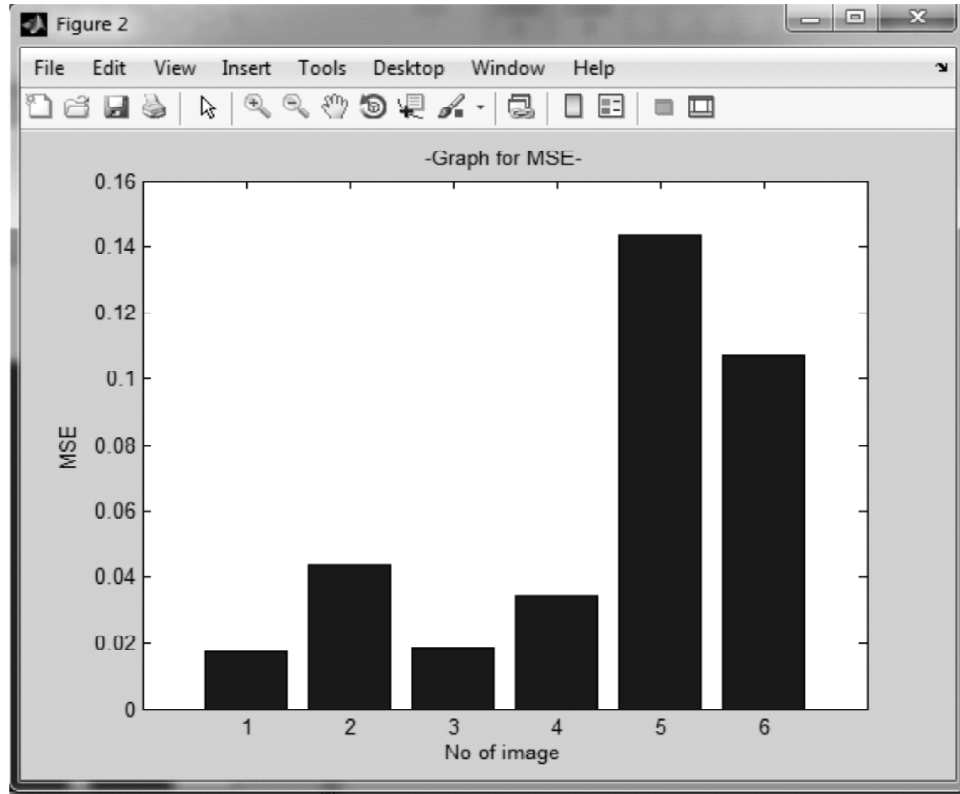 Figure 2
File Edit View Insert Tools Desktop Window Help
-Graph for MSE-
0.16
0.14
0.12
0.1
0.08
0.06
0.04
0.02
0
MSE
1 2 3 4 5 6
No of image